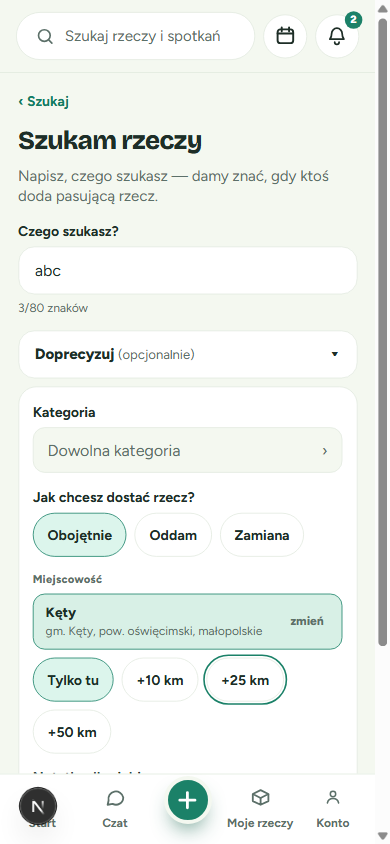 Szukaj rzeczy i spotkań
2
‹ Szukaj
Szukam rzeczy
Napisz, czego szukasz — damy znać, gdy ktoś
doda pasującą rzecz.
Czego szukasz?
abc
3/80 znaków
Doprecyzuj (opcjonalnie)
Kategoria
Dowolna kategoria ›
Jak chcesz dostać rzecz?
Obojętnie Oddam Zamiana
Miejscowość
Kęty
gm. Kęty, pow. oświęcimski, małopolskie
zmień
Tylko tu +10 km +25 km
+50 km
N
Start Czat Moje rzeczy Konto